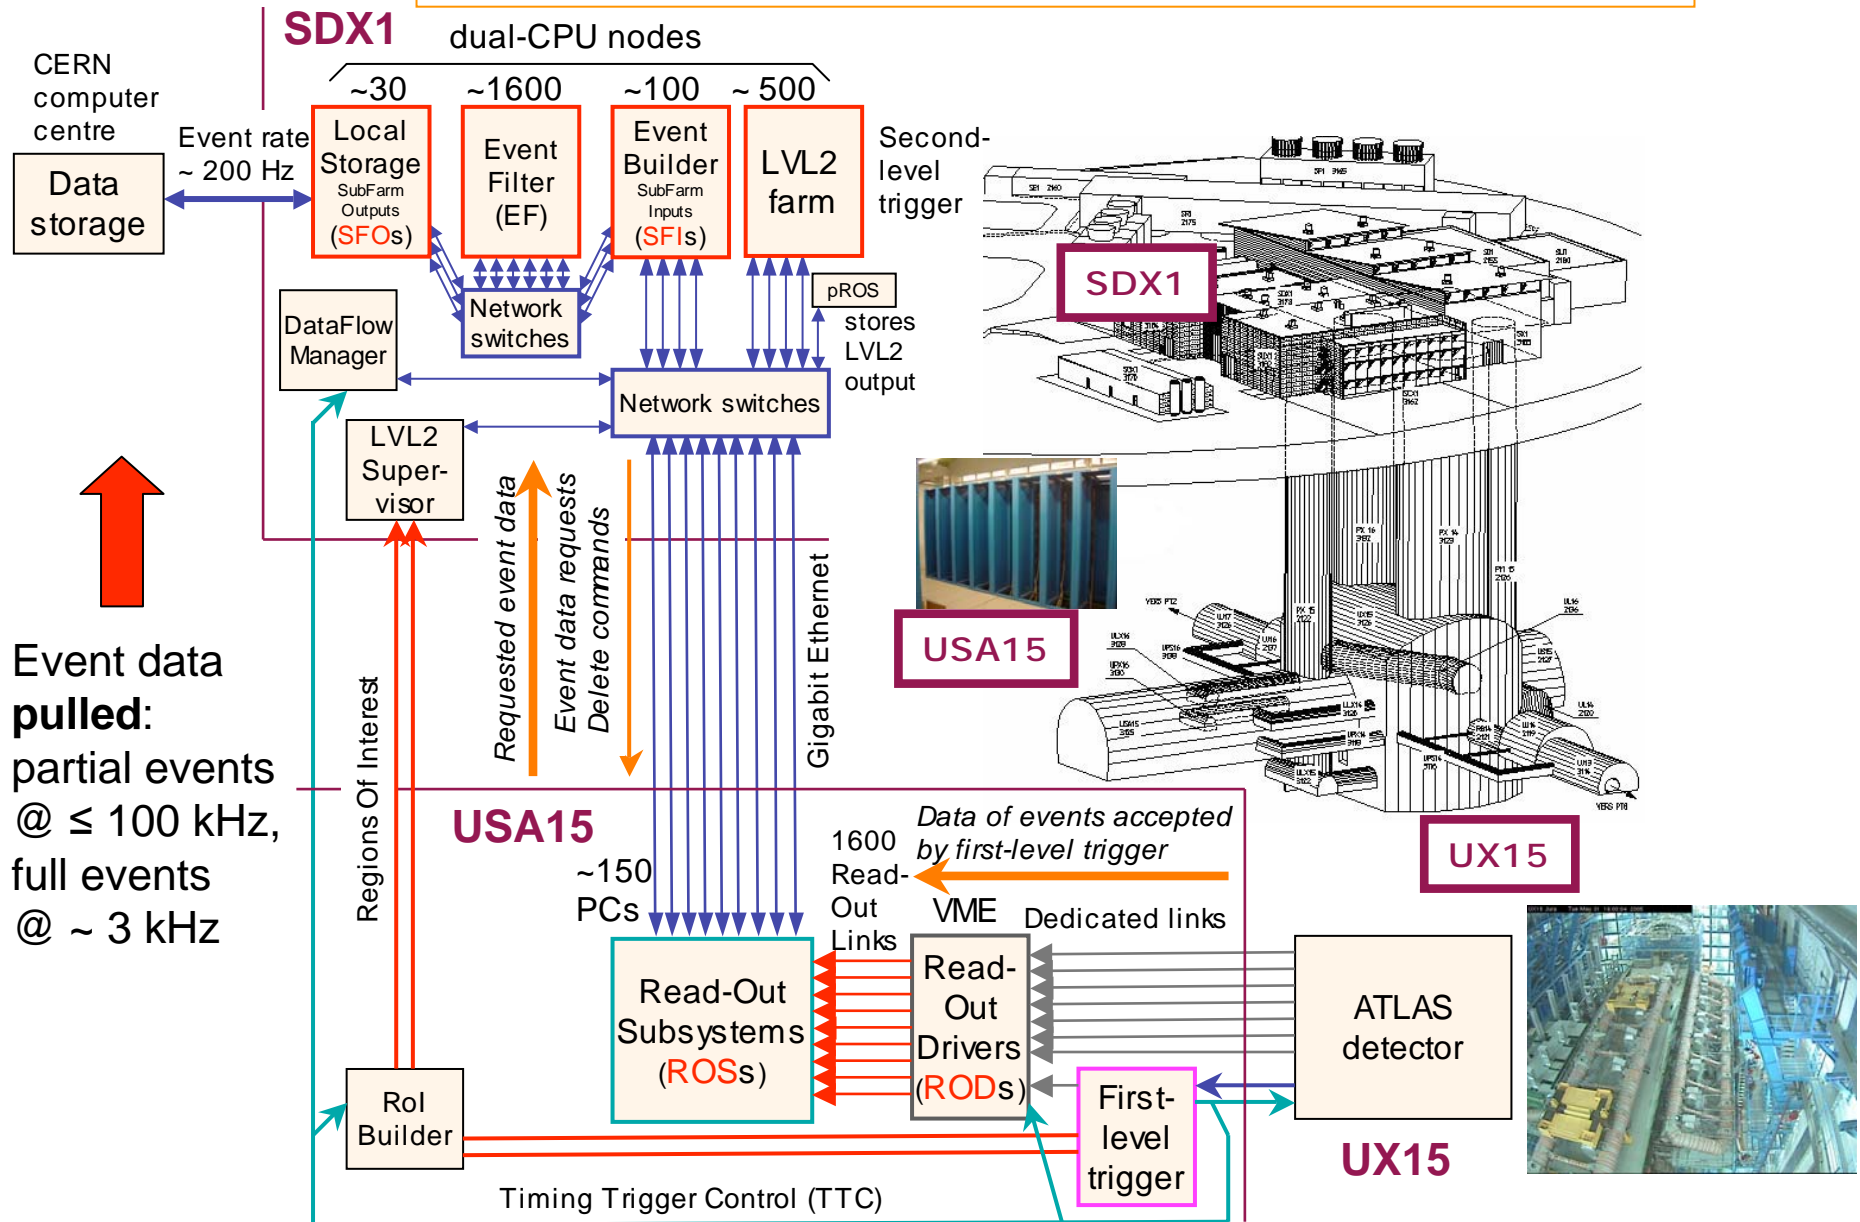 SDX1
dual-CPU nodes
CERN
computer
centre
~30
~1600
~100
~ 500
Event rate
~ 200 Hz
Data
storage
Local
Storage
SubFarm
Outputs
(SFOs)
Event
Filter
(EF)
Event
Builder
SubFarm
Inputs
(SFIs)
LVL2
farm
Second-
level
trigger
Network
switches
pROS
stores
LVL2
output
DataFlow
Manager
Network switches
LVL2
Super-
visor
Requested event data
Event data requests
Delete commands
Gigabit Ethernet
Regions Of Interest
Event data
pulled:
partial events
@ ≤ 100 kHz,
full events
@ ~ 3 kHz
SDX1
USA15
UX15
USA15
~150
PCs
1600
Read-
Out
Links
Data of events accepted
by first-level trigger
VME
Dedicated links
Read-Out
Subsystems
(ROSs)
Read-
Out
Drivers
(RODs)
First-
level
trigger
ATLAS
detector
UX15
RoI
Builder
Timing Trigger Control (TTC)